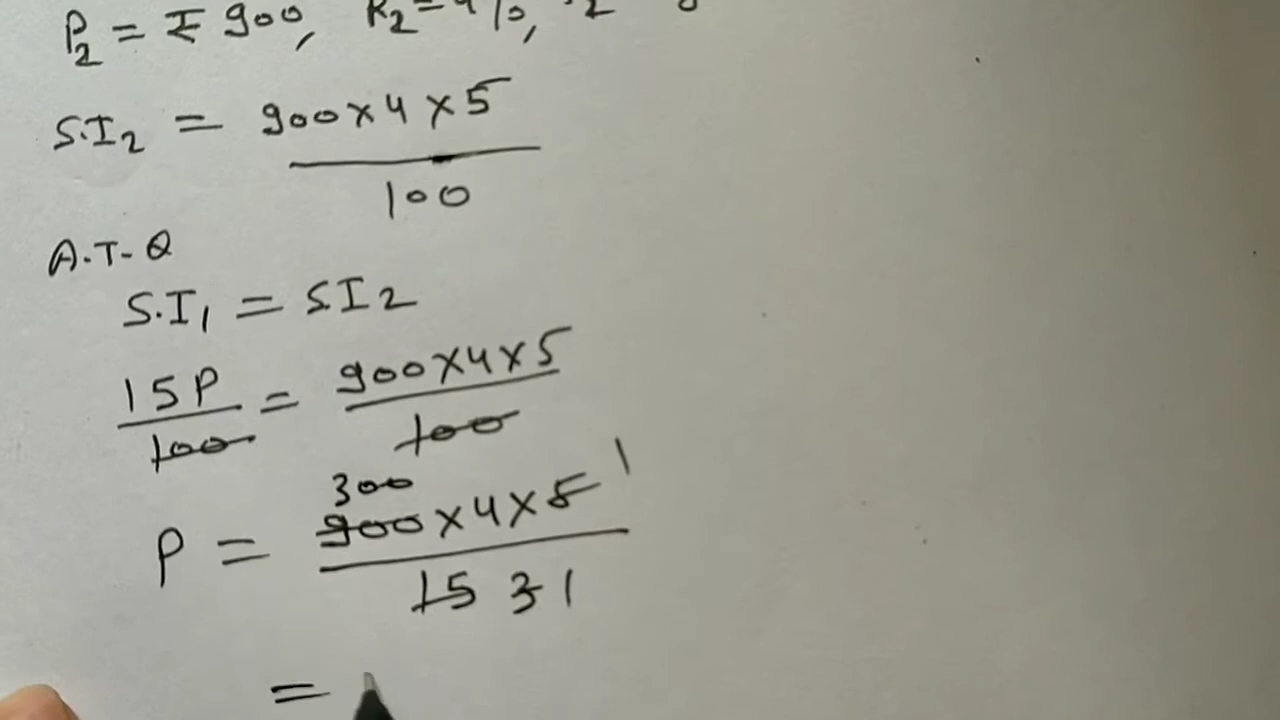 P2 = ₹ 900, R2 = 4%,
S.I2 = 900 × 4 × 5
100
A.T-Q
S.I1 = S.I2
15P = 900 × 4 × 5
100 100
300 1
P = 900 × 4 × 5
15 3 1
=